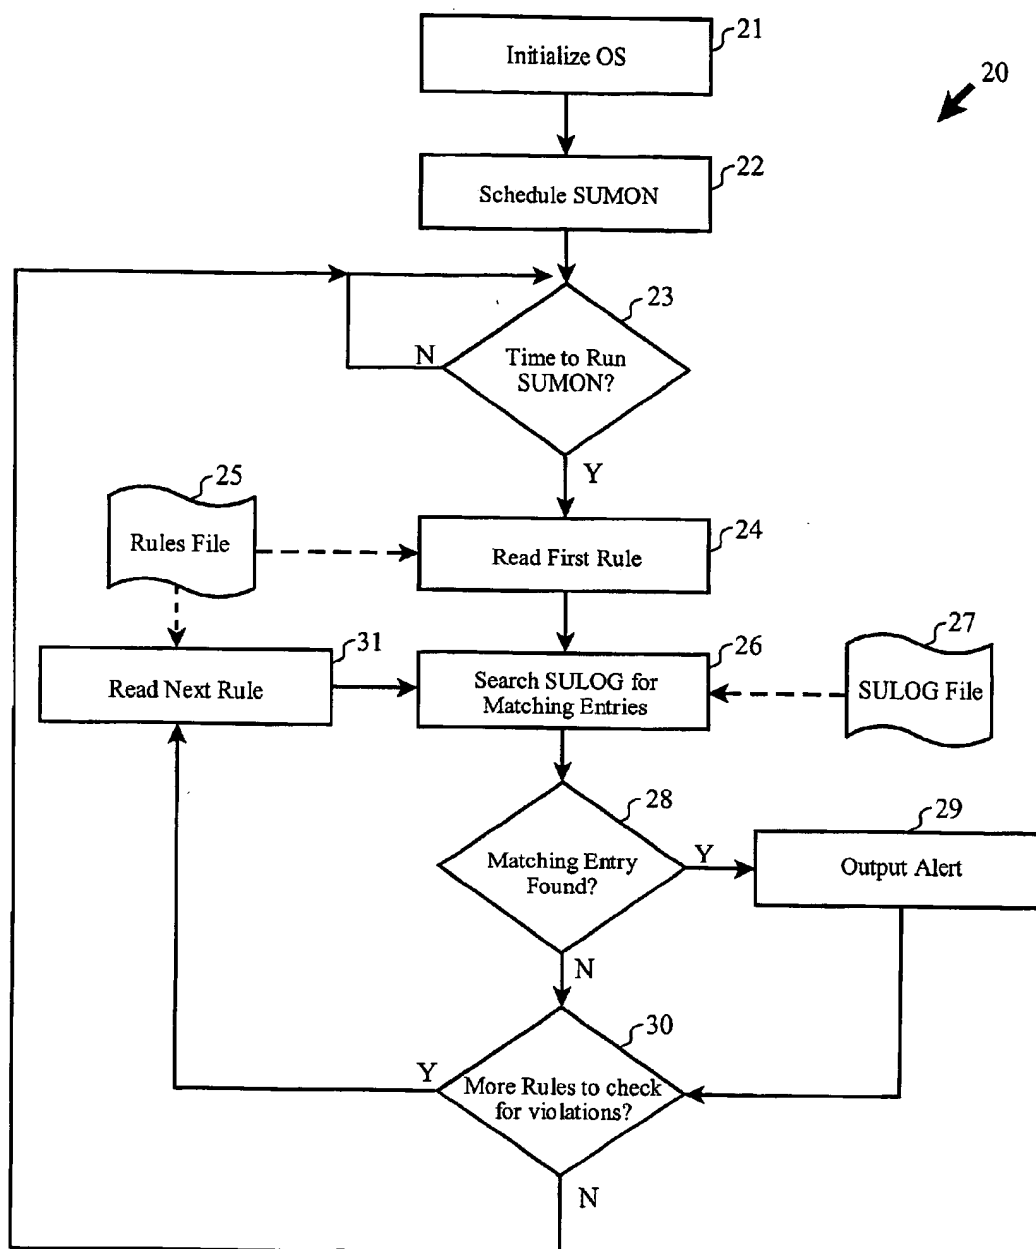 21
Initialize OS
20
22
Schedule SUMON
23
Time to Run
SUMON?
N
Y
25
Rules File
24
Read First Rule
27
SULOG File
31
Read Next Rule
26
Search SULOG for
Matching Entries
28
Matching Entry
Found?
Y
29
Output Alert
N
30
More Rules to check
for violations?
Y
N